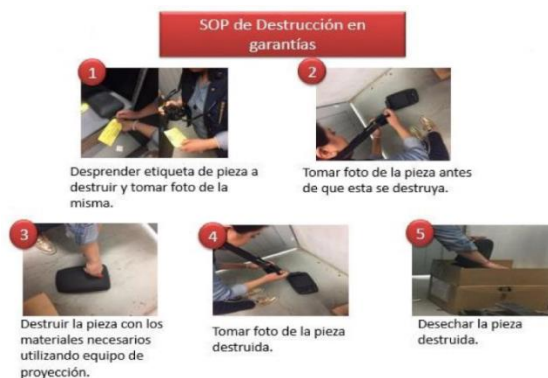 SOP de Destrucción en
garantías
1
Desprender etiqueta de pieza a
destruir y tomar foto de la
misma.
2
Tomar foto de la pieza antes
de que esta se destruya.
3
Destruir la pieza con los
materiales necesarios
utilizando equipo de
proyección.
4
Tomar foto de la pieza
destruida.
5
Desechar la pieza
destruida.